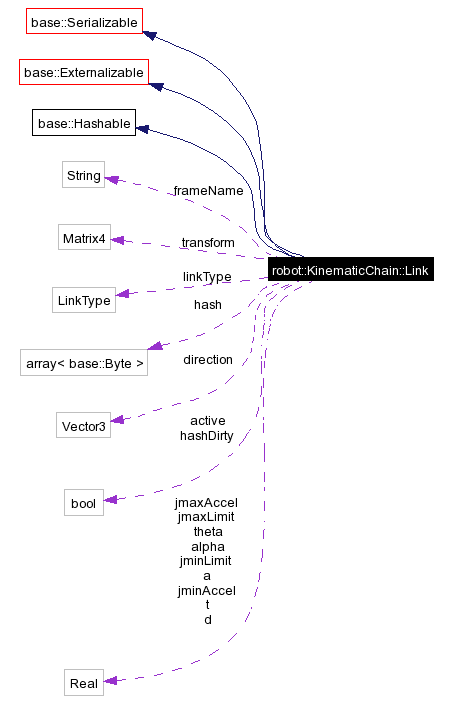 base::Serializable
base::Externalizable
base::Hashable
String
frameName
Matrix4
transform
robot::KinematicChain::Link
linkType
LinkType
hash
array< base::Byte >
direction
Vector3
active
hashDirty
bool
jmaxAccel
jmaxLimit
theta
alpha
jminLimit
a
jminAccel
t
d
Real